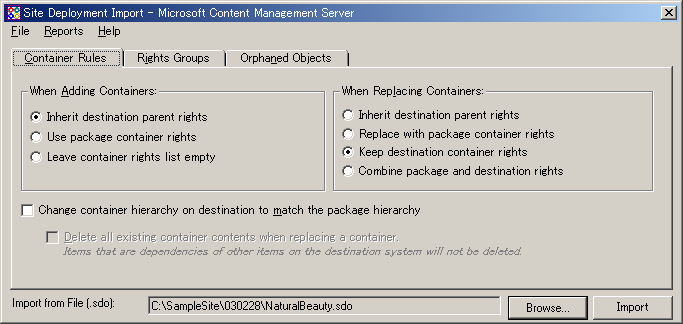 Site Deployment Import - Microsoft Content Management Server
File Reports Help
Container Rules Rights Groups Orphaned Objects
When Adding Containers: When Replacing Containers:
Inherit destination parent rights Inherit destination parent rights
Use package container rights Replace with package container rights
Leave container rights list empty Keep destination container rights
Combine package and destination rights
Change container hierarchy on destination to match the package hierarchy
Delete all existing container contents when replacing a container.
Items that are dependencies of other items on the destination system will not be deleted.
Import from File (.sdo): C:\SampleSite\030228\NaturalBeauty.sdo Browse... Import